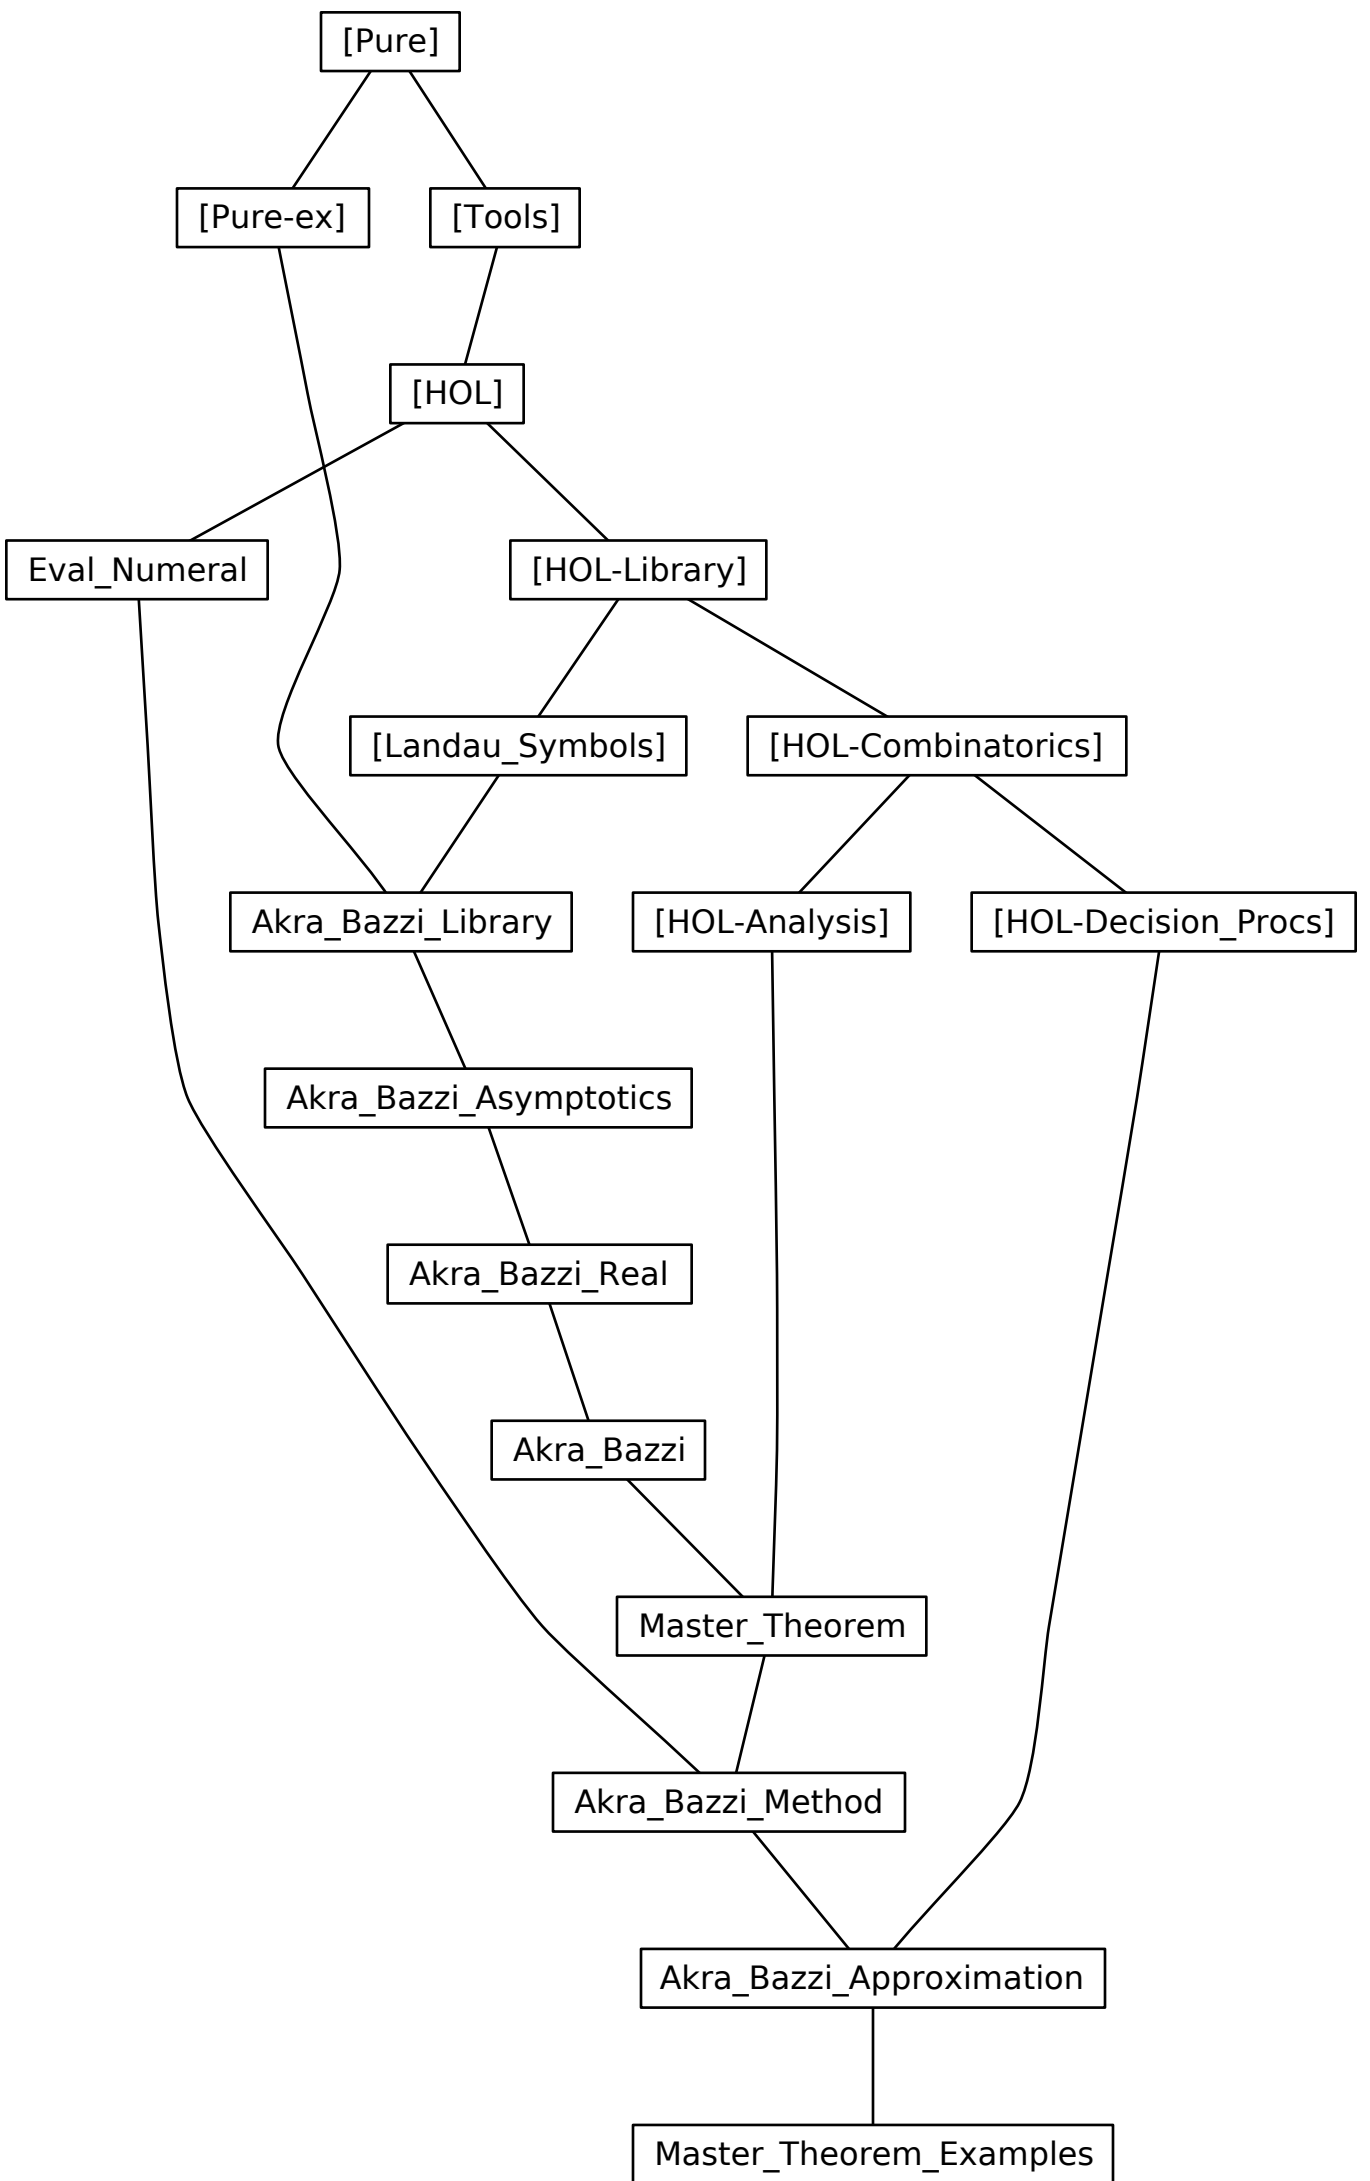 [Pure]
[Pure-ex]
[Tools]
[HOL]
Eval_Numeral
[HOL-Library]
[Landau_Symbols]
[HOL-Combinatorics]
Akra_Bazzi_Library
[HOL-Analysis]
[HOL-Decision_Procs]
Akra_Bazzi_Asymptotics
Akra_Bazzi_Real
Akra_Bazzi
Master_Theorem
Akra_Bazzi_Method
Akra_Bazzi_Approximation
Master_Theorem_Examples